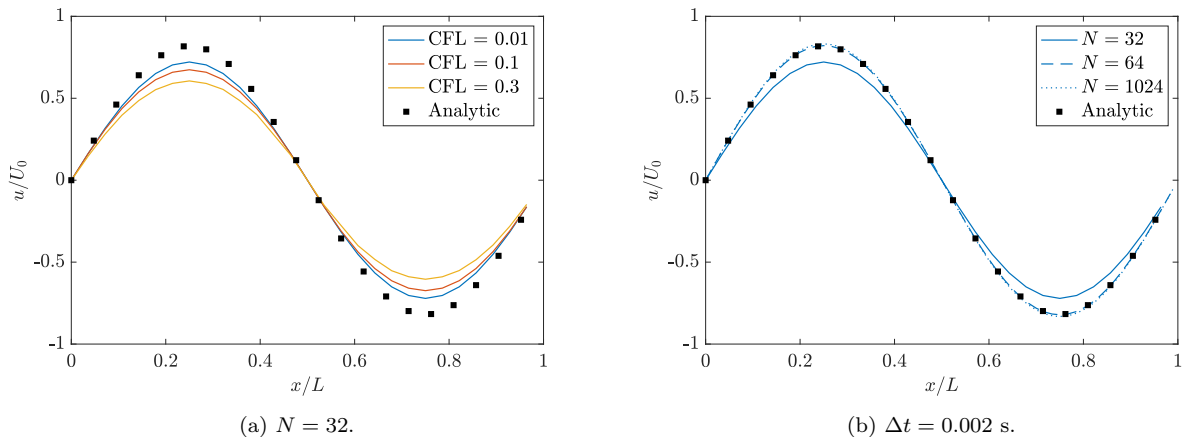 1
0.5
0
-0.5
-1
u/U₀
0 0.2 0.4 0.6 0.8 1
x/L
CFL = 0.01
CFL = 0.1
CFL = 0.3
Analytic
(a) N = 32.
1
0.5
0
-0.5
-1
u/U₀
0 0.2 0.4 0.6 0.8 1
x/L
N = 32
N = 64
N = 1024
Analytic
(b) Δt = 0.002 s.